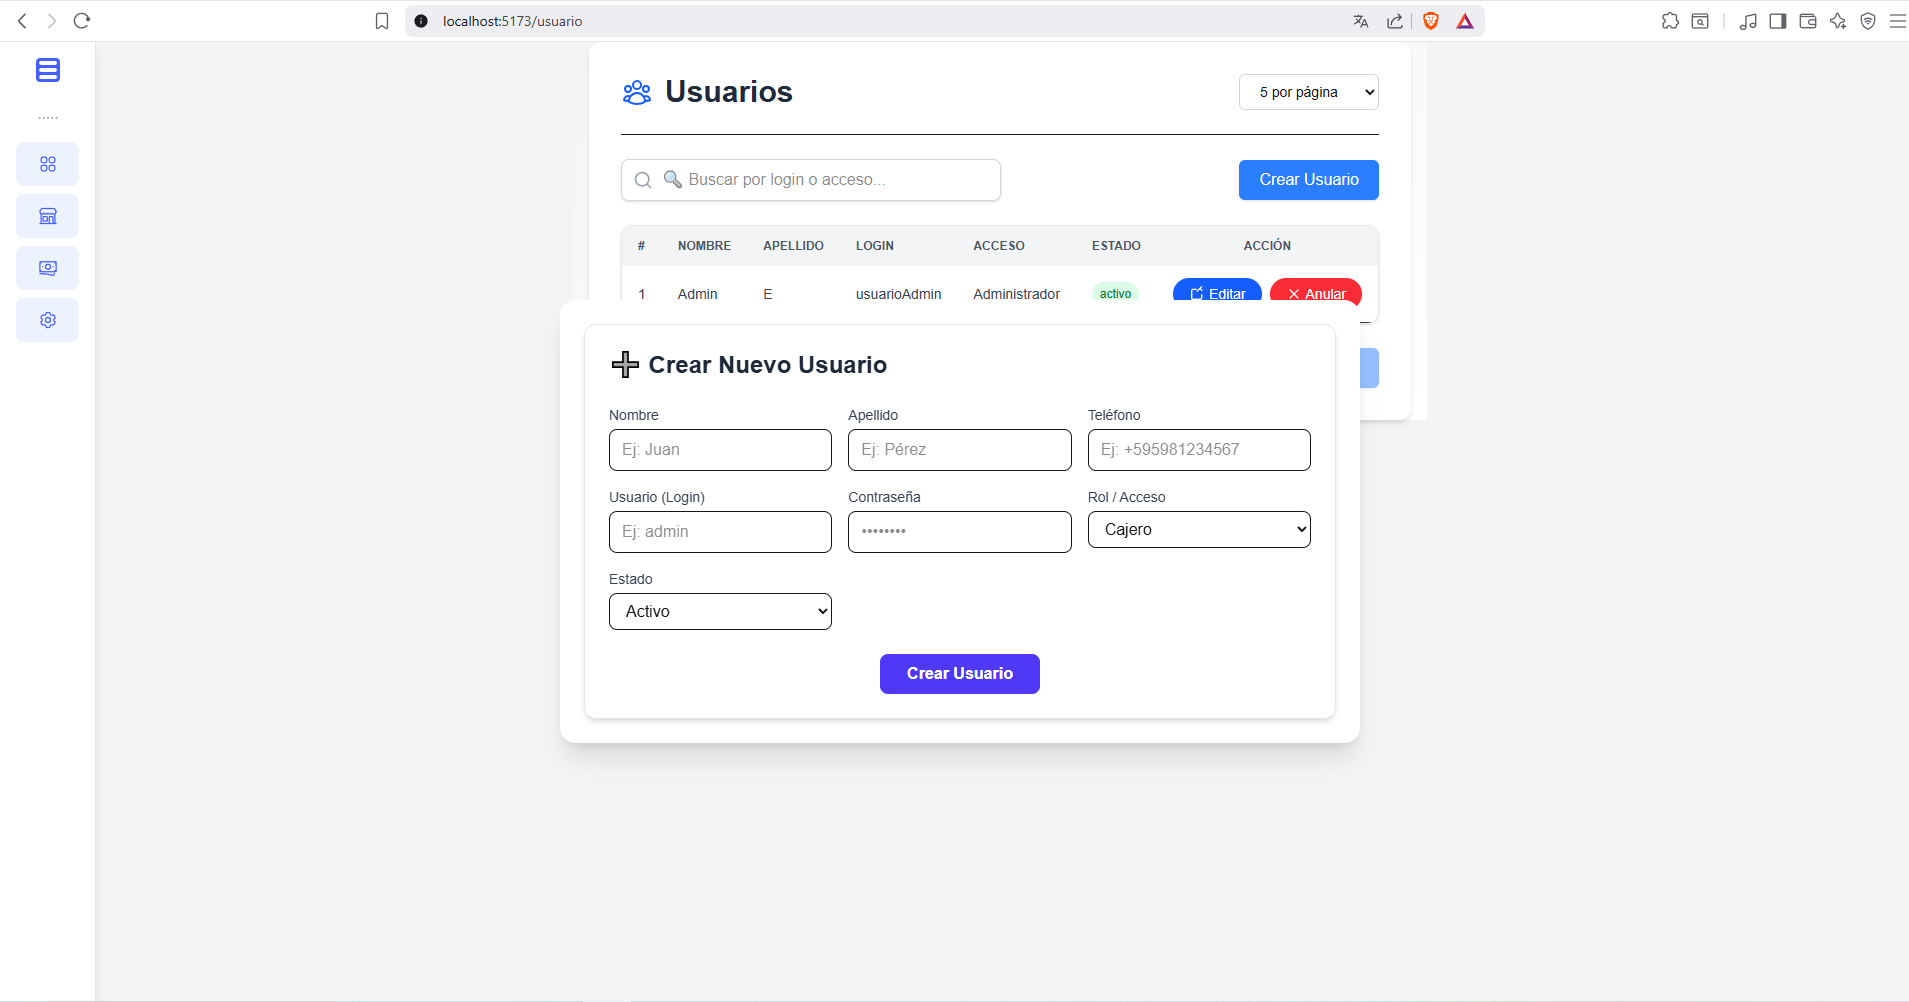 localhost:5173/usuario
.....
Usuarios
5 por página
🔍 Buscar por login o acceso...
Crear Usuario
# NOMBRE APELLIDO LOGIN ACCESO ESTADO ACCIÓN
1 Admin E usuarioAdmin Administrador activo Editar Anular
➕ Crear Nuevo Usuario
Nombre Apellido Teléfono
Ej: Juan Ej: Pérez Ej: +595981234567
Usuario (Login) Contraseña Rol / Acceso
Ej: admin •••••••• Cajero
Estado
Activo
Crear Usuario